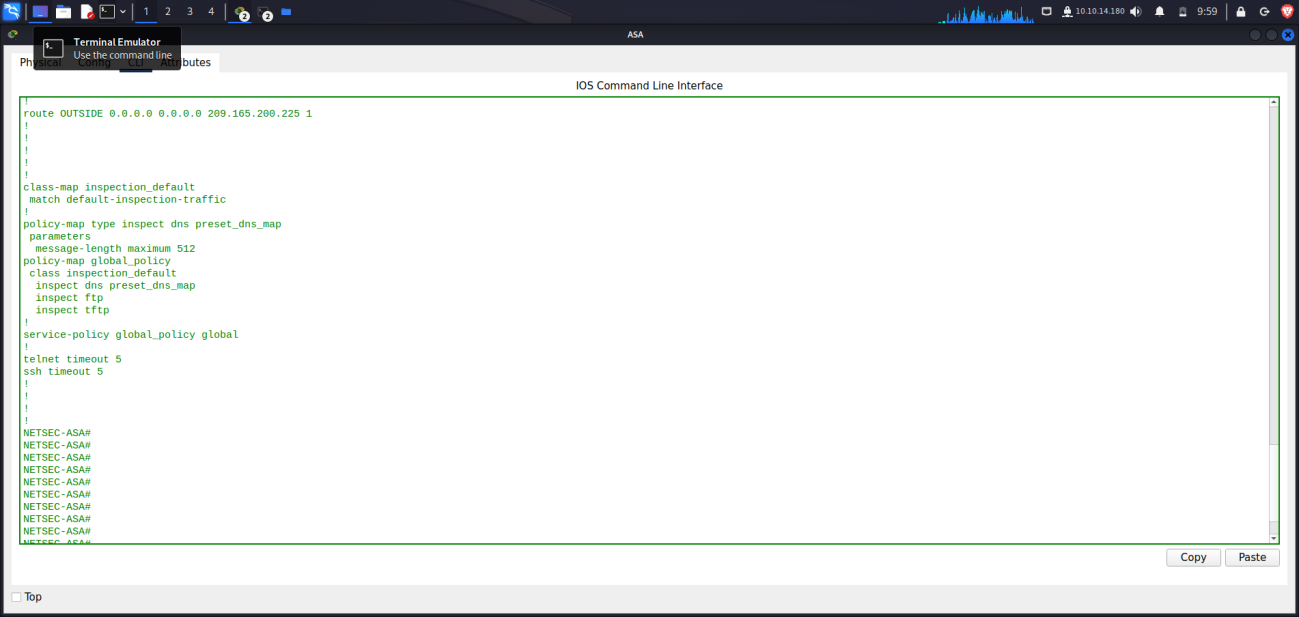 1 2 3 4
2
2
10.10.14.180
9:59
ASA
Terminal Emulator
Use the command line
Physical Config CLI Attributes
IOS Command Line Interface
!
route OUTSIDE 0.0.0.0 0.0.0.0 209.165.200.225 1
!
!
!
!
!
class-map inspection_default
match default-inspection-traffic
!
policy-map type inspect dns preset_dns_map
parameters
message-length maximum 512
policy-map global_policy
class inspection_default
inspect dns preset_dns_map
inspect ftp
inspect tftp
!
service-policy global_policy global
!
telnet timeout 5
ssh timeout 5
!
!
!
!
NETSEC-ASA#
NETSEC-ASA#
NETSEC-ASA#
NETSEC-ASA#
NETSEC-ASA#
NETSEC-ASA#
NETSEC-ASA#
NETSEC-ASA#
NETSEC-ASA#
NETSEC-ASA#
Copy Paste
Top